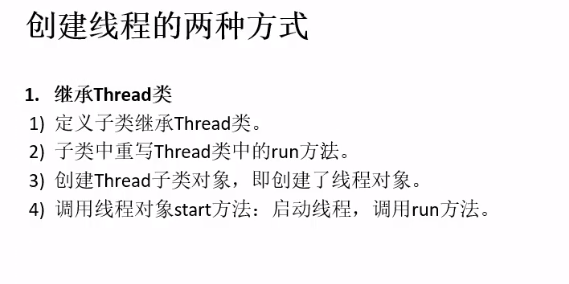 创建线程的两种方式
1. 继承Thread类
1) 定义子类继承Thread类。
2) 子类中重写Thread类中的run方法。
3) 创建Thread子类对象，即创建了线程对象。
4) 调用线程对象start方法：启动线程，调用run方法。